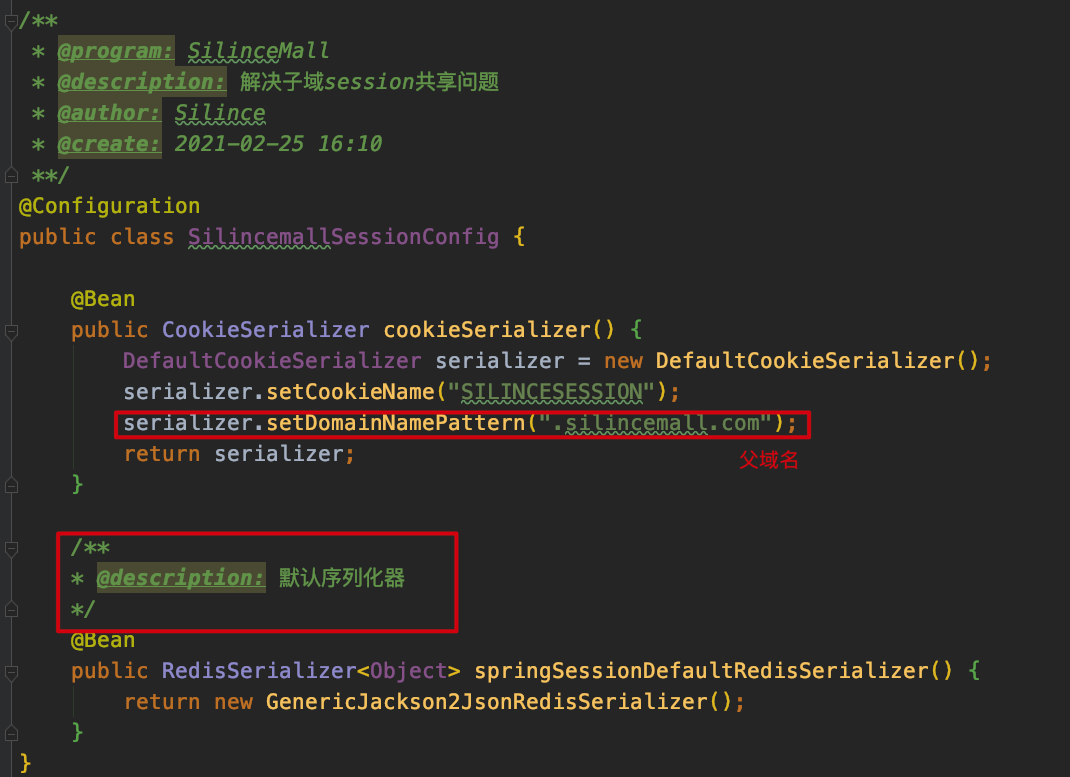 /**
* @program: SilinceMall
* @description: 解决子域session共享问题
* @author: Silince
* @create: 2021-02-25 16:10
**/
@Configuration
public class SilincemallSessionConfig {
@Bean
public CookieSerializer cookieSerializer() {
DefaultCookieSerializer serializer = new DefaultCookieSerializer();
serializer.setCookieName("SILINCESESSION");
serializer.setDomainNamePattern(".silincemall.com");
return serializer;
父域名
}
/**
* @description: 默认序列化器
*/
@Bean
public RedisSerializer<Object> springSessionDefaultRedisSerializer() {
return new GenericJackson2JsonRedisSerializer();
}
}